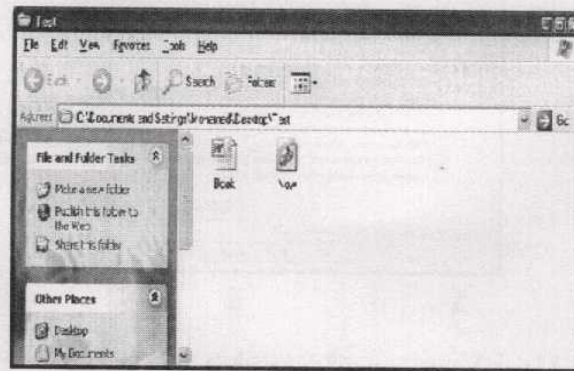 Test
File Edit View Favorites Tools Help
Back Search Folders
Address C:\Documents and Settings\ \Desktop\Test Go
File and Folder Tasks
Make a new folder
Publish this folder to
the Web
Share this folder
Other Places
Desktop
My Documents
Book